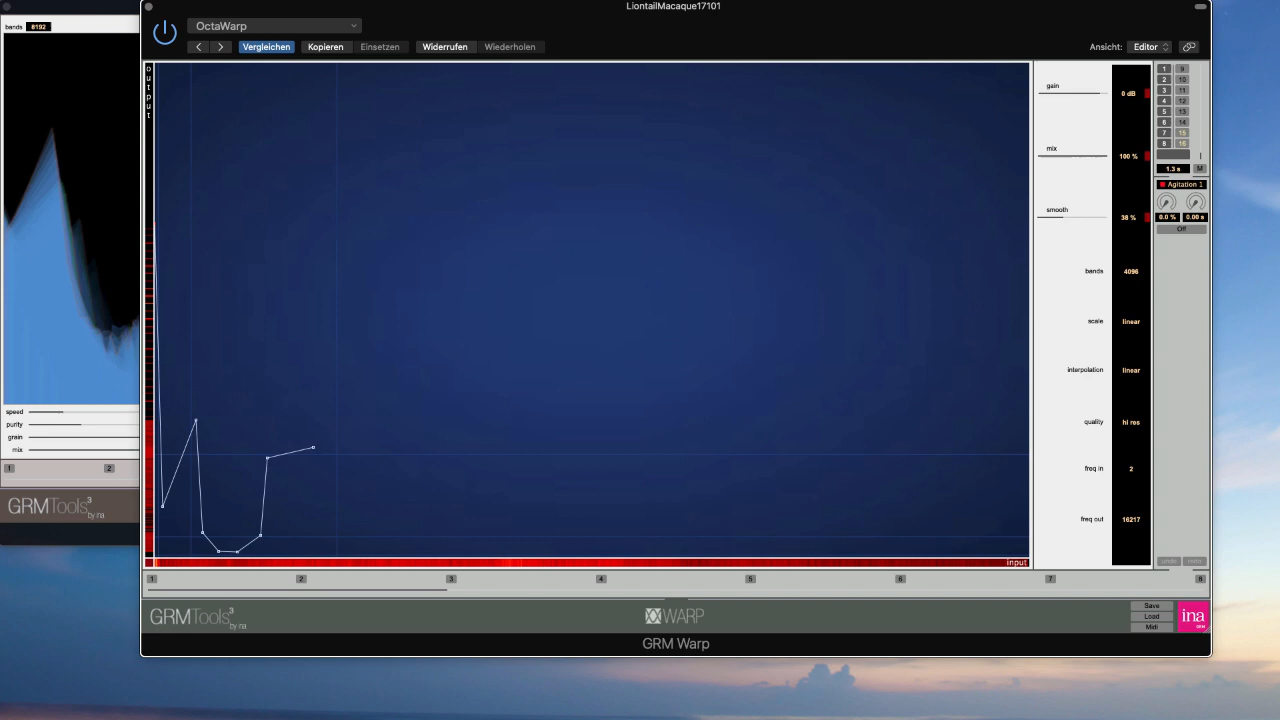 LiontailMacaque17101
bands 8192
OctaWarp
Vergleichen Kopieren Einsetzen Widerrufen Wiederholen
Ansicht: Editor
output
gain 0 dB
mix 100 %
smooth 38 %
bands 4096
scale linear
interpolation linear
quality hi res
freq in 2
freq out 16217
1 9
2 10
3 11
4 12
5 13
6 14
7 15
8 16
1.3 s M
Agitation 1
0.0 % 0.00 s
Off
speed
purity
grain
mix
1 2
GRMTools3
by ina
input
1 2 3 4 5 6 7 8
GRMTools3
by ina
WARP
Save
Load
Midi
ina
GRM
GRM Warp